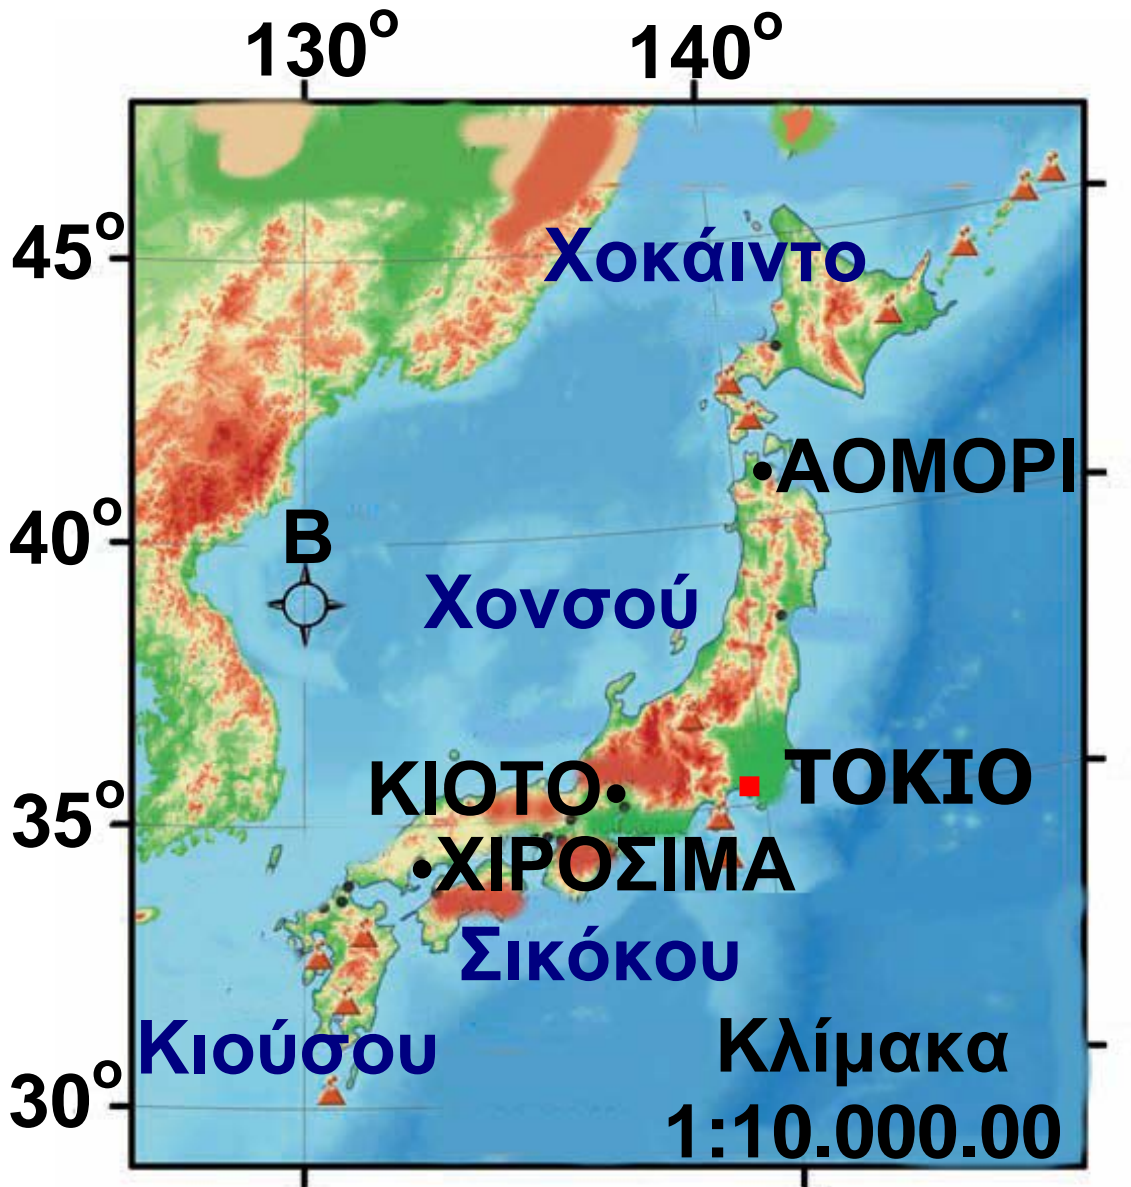 130° 140°
45°
Χοκάιντο
ΑΟΜΟΡΙ
40°
Β
Χονσού
ΤΟΚΙΟ
ΚΙΟΤΟ
35°
ΧΙΡΟΣΙΜΑ
Σικόκου
Κιούσου
Κλίμακα
30°
1:10.000.00